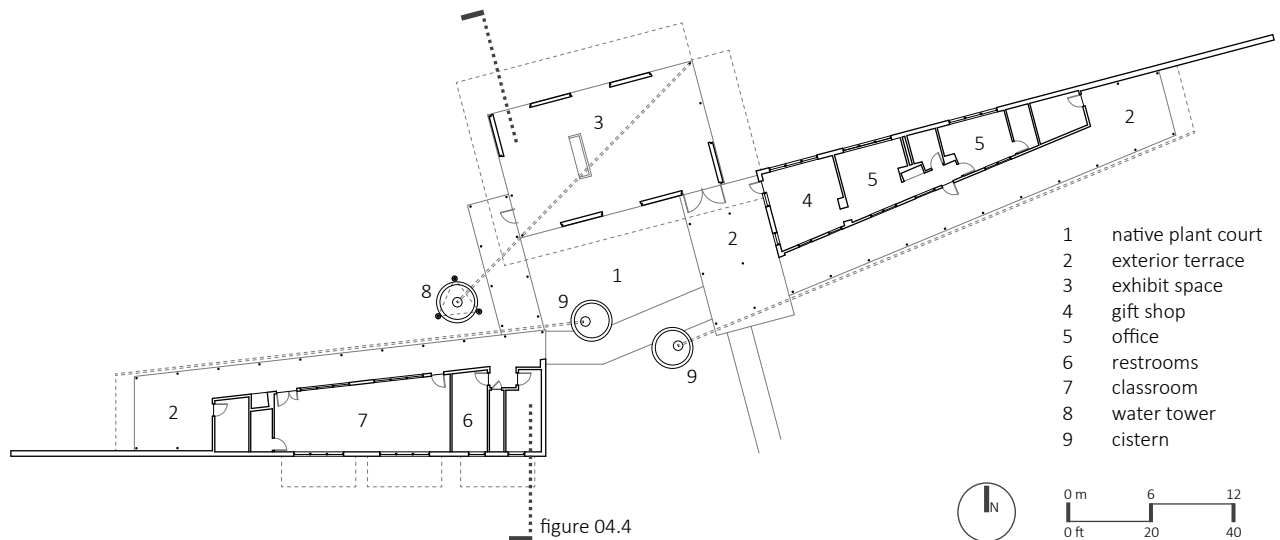 3
2
5
5
4
2
1
8
9
9
2
7
6
1 native plant court
2 exterior terrace
3 exhibit space
4 gift shop
5 office
6 restrooms
7 classroom
8 water tower
9 cistern
figure 04.4
N
0 m 6 12
0 ft 20 40